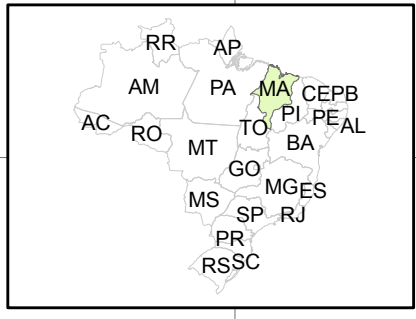 RR AP
AM PA MA CE PB
AC RO TO PI PE AL
MT BA
GO
MS MG ES
SP RJ
PR
RS SC